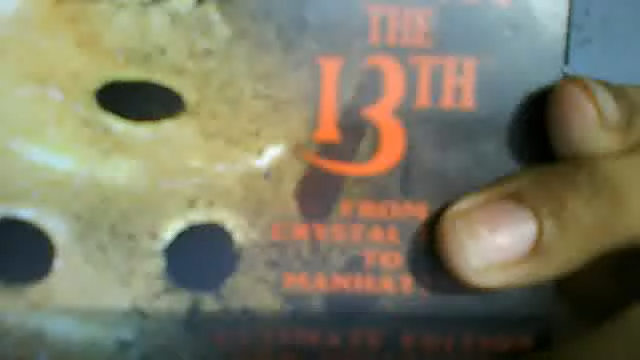 THE
13TH
FROM
CRYSTAL
TO
MANHAT
ULTIMATE EDITION